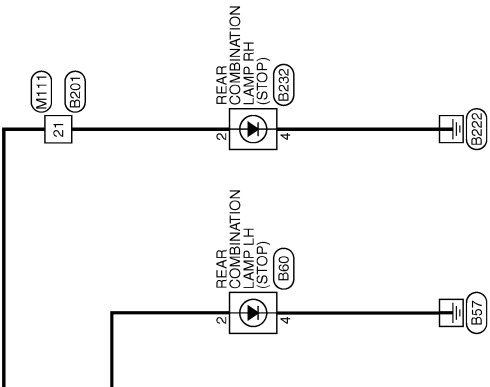 M111
B201
21
REAR
COMBINATION
LAMP RH
(STOP)
B232
2
4
B222
REAR
COMBINATION
LAMP LH
(STOP)
B60
2
4
B57